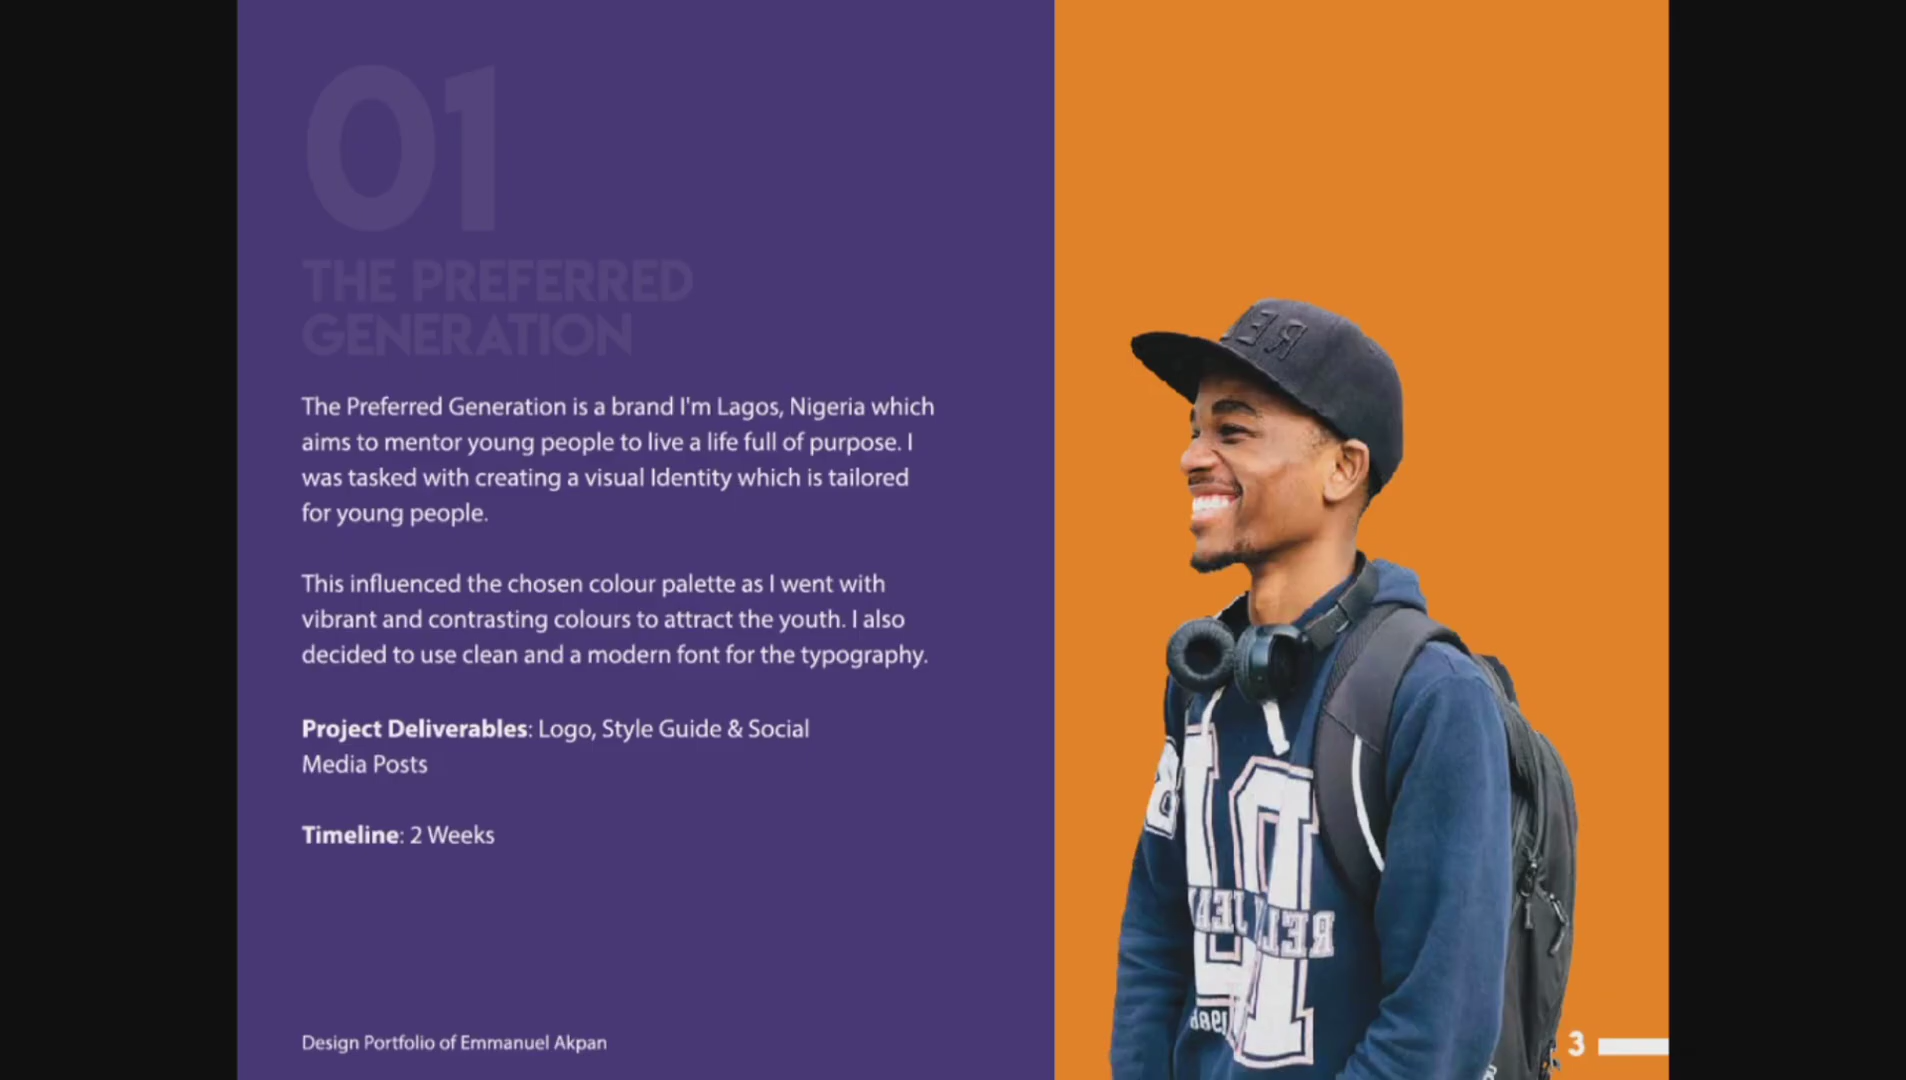 01
THE PREFERRED
GENERATION
The Preferred Generation is a brand I'm Lagos, Nigeria which
aims to mentor young people to live a life full of purpose. I
was tasked with creating a visual Identity which is tailored
for young people.
This influenced the chosen colour palette as I went with
vibrant and contrasting colours to attract the youth. I also
decided to use clean and a modern font for the typography.
Project Deliverables: Logo, Style Guide & Social
Media Posts
Timeline: 2 Weeks
Design Portfolio of Emmanuel Akpan
3